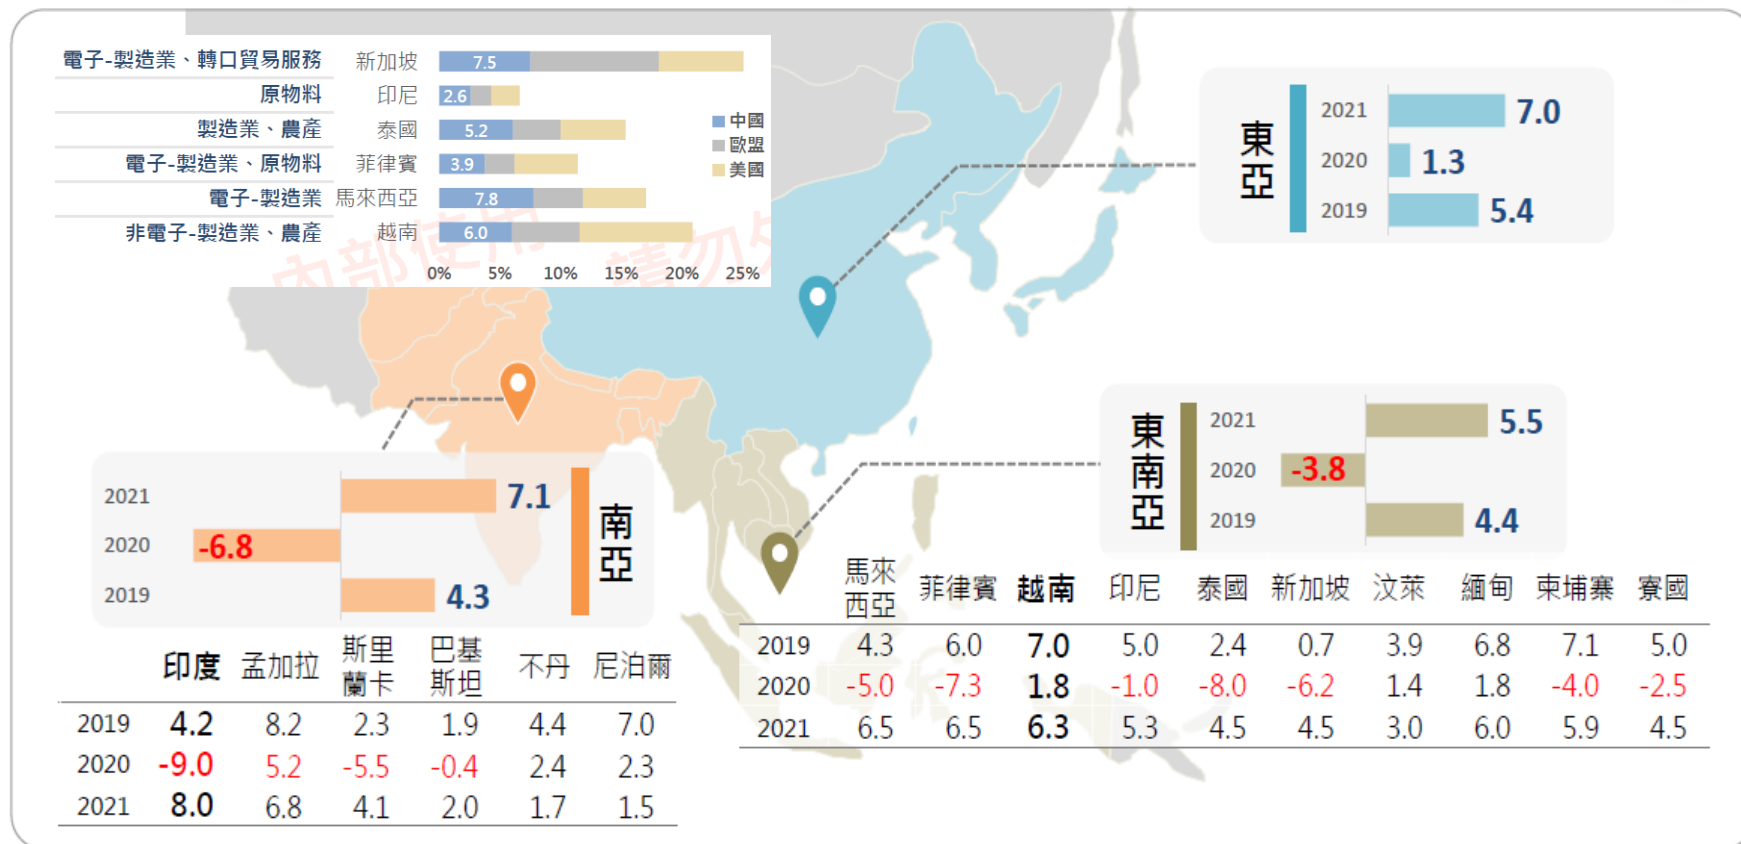 電子-製造業、轉口貿易服務 新加坡 7.5
原物料 印尼 2.6
製造業、農產 泰國 5.2
電子-製造業、原物料 菲律賓 3.9
電子-製造業 馬來西亞 7.8
非電子-製造業、農產 越南 6.0
0% 5% 10% 15% 20% 25%
中國
歐盟
美國
內部使用 請勿
東亞
2021 7.0
2020 1.3
2019 5.4
東南亞
2021 5.5
2020 -3.8
2019 4.4
南亞
2021 7.1
2020 -6.8
2019 4.3
馬來西亞 菲律賓 越南 印尼 泰國 新加坡 汶萊 緬甸 柬埔寨 寮國
2019 4.3 6.0 7.0 5.0 2.4 0.7 3.9 6.8 7.1 5.0
2020 -5.0 -7.3 1.8 -1.0 -8.0 -6.2 1.4 1.8 -4.0 -2.5
2021 6.5 6.5 6.3 5.3 4.5 4.5 3.0 6.0 5.9 4.5
印度 孟加拉 斯里蘭卡 巴基斯坦 不丹 尼泊爾
2019 4.2 8.2 2.3 1.9 4.4 7.0
2020 -9.0 5.2 -5.5 -0.4 2.4 2.3
2021 8.0 6.8 4.1 2.0 1.7 1.5